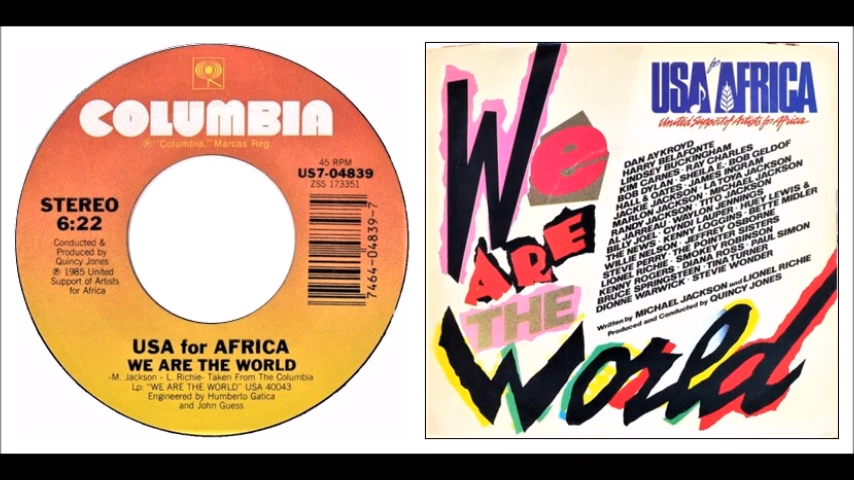 COLUMBIA
® "Columbia," Marcas Reg.
45 RPM
US7-04839
ZSS 173351
STEREO
6:22
Conducted &
Produced by
Quincy Jones
℗ 1985 United
Support of Artists
for Africa
7464-04839-7
USA for AFRICA
WE ARE THE WORLD
-M. Jackson - L. Richie- Taken From The Columbia
Lp: "WE ARE THE WORLD" USA 40043
Engineered by Humberto Gatica
and John Guess
We
ARE
THE
World
USA for AFRICA
United Support of Artists for Africa
DAN AYKROYD
HARRY BELAFONTE
LINDSEY BUCKINGHAM
KIM CARNES · RAY CHARLES
BOB DYLAN · SHEILA E. · BOB GELDOF
HALL & OATES · JAMES INGRAM
JACKIE JACKSON · LA TOYA JACKSON
MARLON JACKSON · MICHAEL JACKSON
RANDY JACKSON · TITO JACKSON
AL JARREAU · WAYLON JENNINGS
BILLY JOEL · CYNDI LAUPER · HUEY LEWIS &
THE NEWS · KENNY LOGGINS · BETTE MIDLER
WILLIE NELSON · JEFFREY OSBORNE
STEVE PERRY · THE POINTER SISTERS
LIONEL RICHIE · SMOKEY ROBINSON
KENNY ROGERS · DIANA ROSS · PAUL SIMON
BRUCE SPRINGSTEEN · TINA TURNER
DIONNE WARWICK · STEVIE WONDER
Written by MICHAEL JACKSON and LIONEL RICHIE
Produced and Conducted by QUINCY JONES